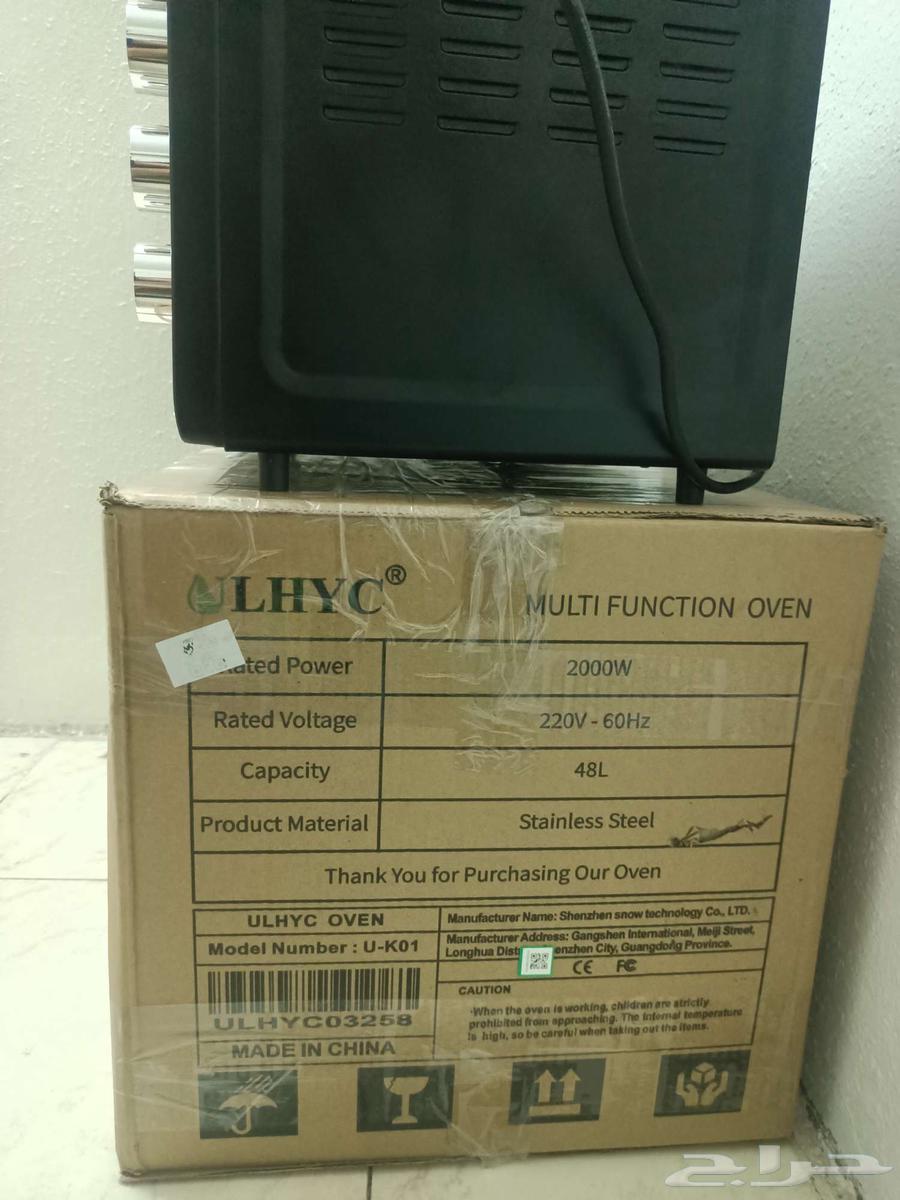 ULHYC®
MULTI FUNCTION OVEN
Rated Power 2000W
Rated Voltage 220V - 60Hz
Capacity 48L
Product Material Stainless Steel
Thank You for Purchasing Our Oven
ULHYC OVEN
Model Number : U-K01
ULHYC03258
MADE IN CHINA
Manufacturer Name: Shenzhen snow technology Co., LTD.
Manufacturer Address: Gangshen International, Meiji Street,
Longhua Dist enzhen City, Guangdong Province.
CE FC
CAUTION
·When the oven is working, children are strictly
prohibited from approaching. The internal temperature
is high, so be careful when taking out the items.
حراج